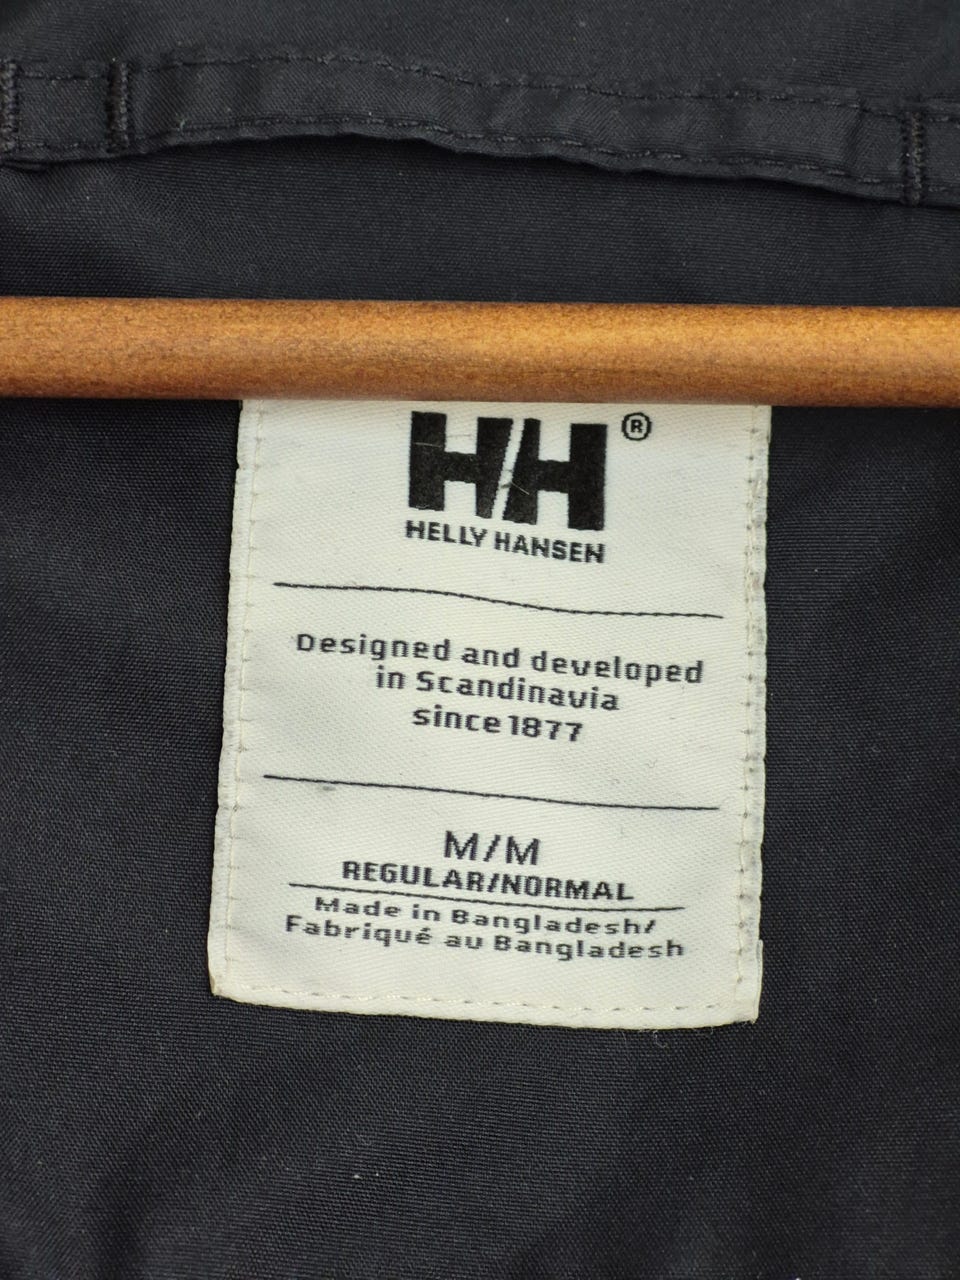 HH®
HELLY HANSEN
Designed and developed
in Scandinavia
since 1877
M/M
REGULAR/NORMAL
Made in Bangladesh/
Fabriqué au Bangladesh